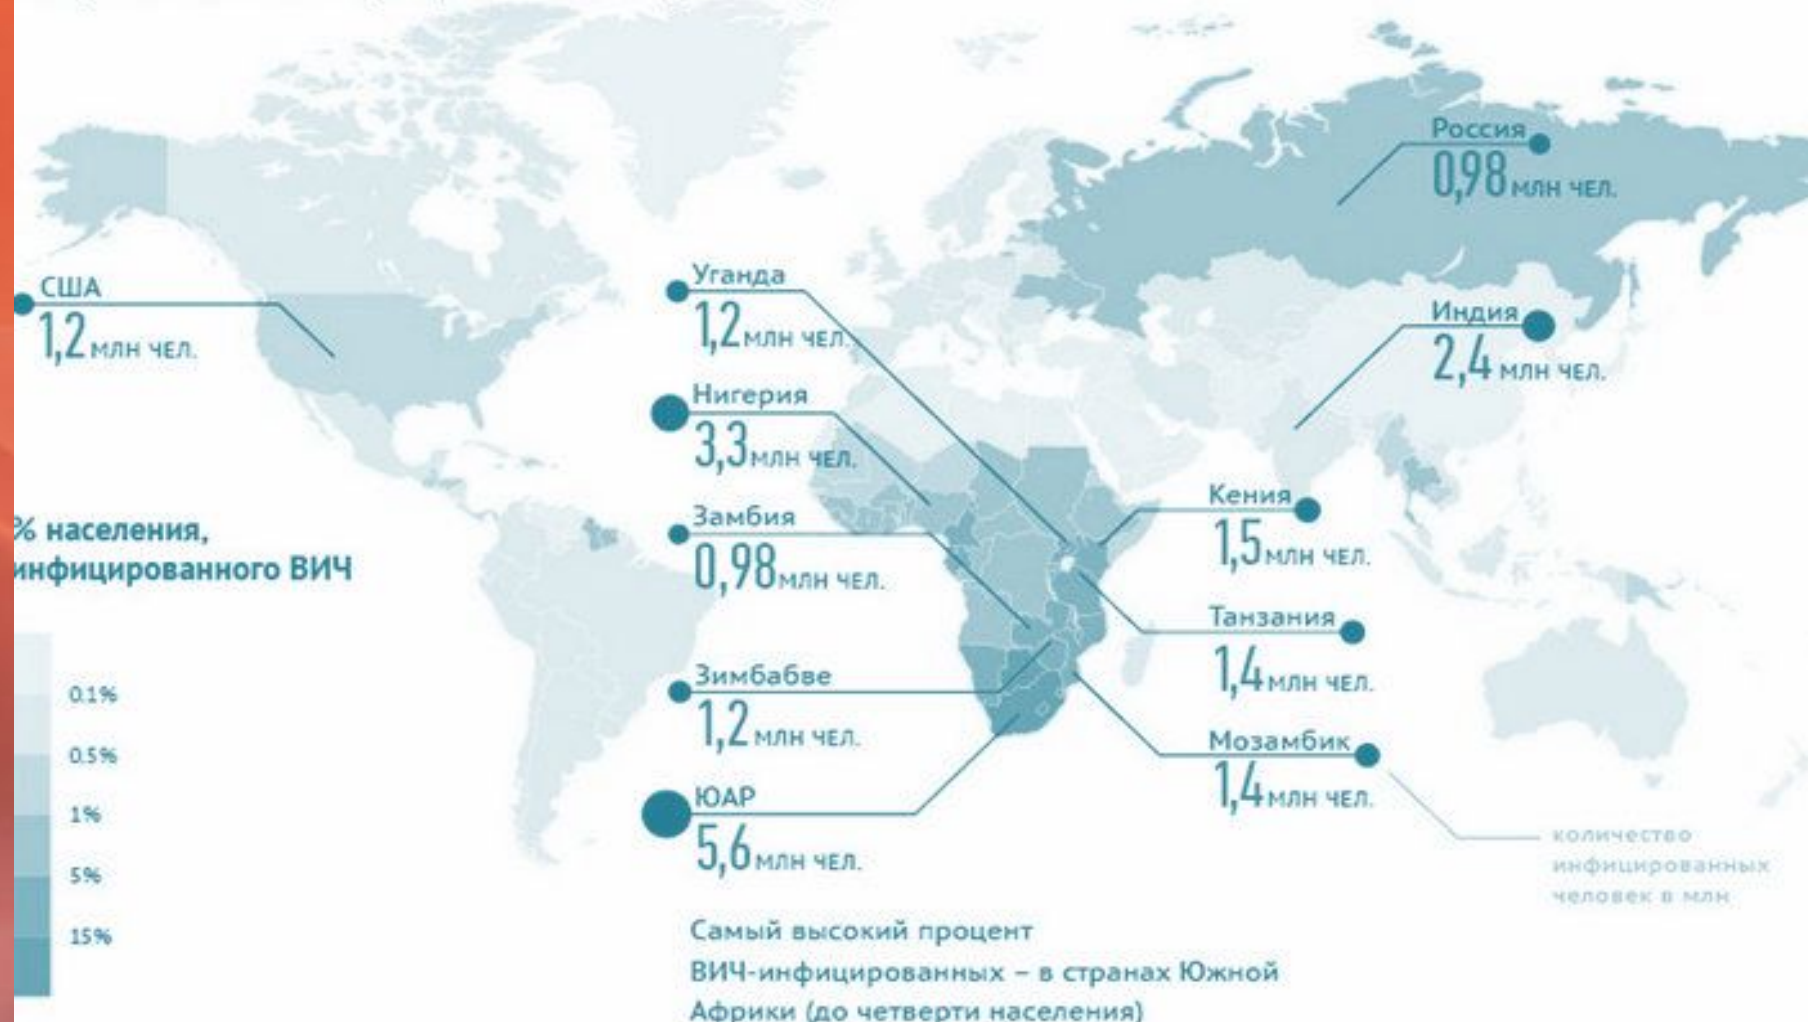 Россия
0,98 млн чел.
США
1,2 млн чел.
Уганда
1,2 млн чел.
Индия
2,4 млн чел.
Нигерия
3,3 млн чел.
Кения
1,5 млн чел.
Замбия
0,98 млн чел.
% населения,
инфицированного ВИЧ
Танзания
1,4 млн чел.
Зимбабве
1,2 млн чел.
0.1%
0.5%
1%
5%
15%
Мозамбик
1,4 млн чел.
ЮАР
5,6 млн чел.
количество
инфицированных
человек в млн
Самый высокий процент
ВИЧ-инфицированных – в странах Южной
Африки (до четверти населения)